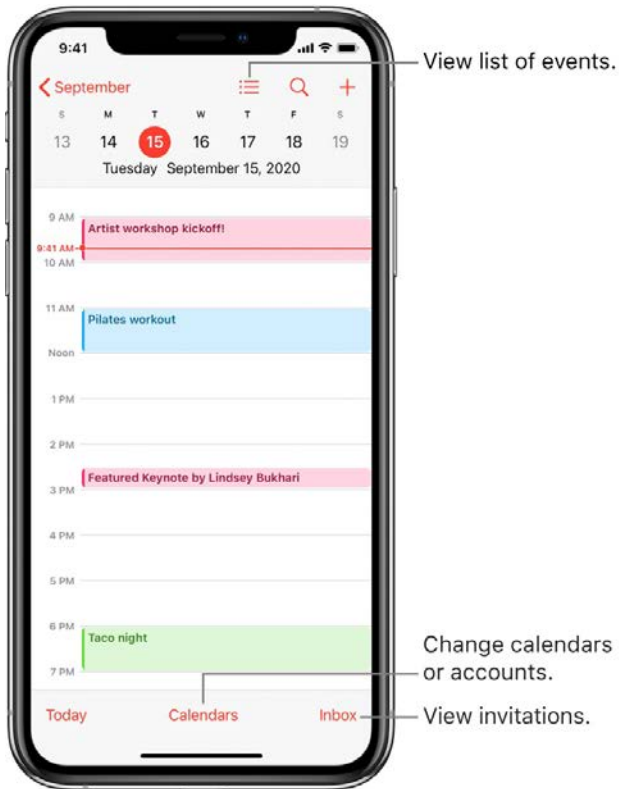 9:41
View list of events.
September
S M T W T F S
13 14 15 16 17 18 19
Tuesday September 15, 2020
9 AM
Artist workshop kickoff!
9:41 AM
10 AM
11 AM
Pilates workout
Noon
1 PM
2 PM
Featured Keynote by Lindsey Bukhari
3 PM
4 PM
5 PM
6 PM
Taco night
7 PM
Change calendars
or accounts.
Today Calendars Inbox
View invitations.